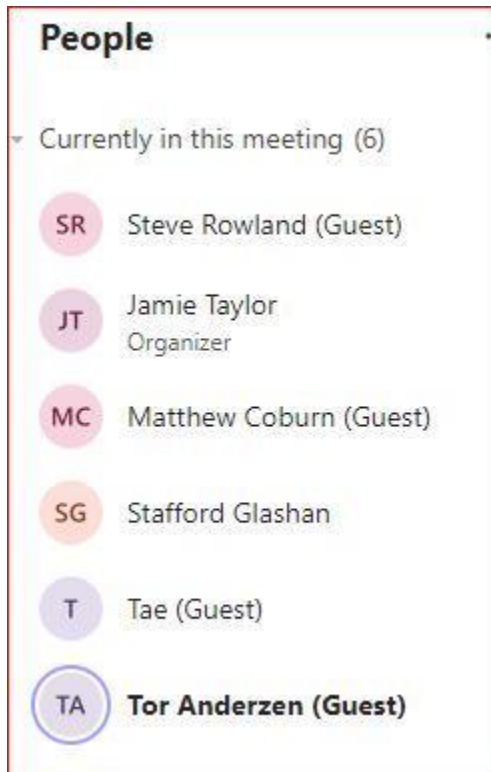 People
Currently in this meeting (6)
SR Steve Rowland (Guest)
JT Jamie Taylor
Organizer
MC Matthew Coburn (Guest)
SG Stafford Glashan
T Tae (Guest)
TA Tor Anderzen (Guest)